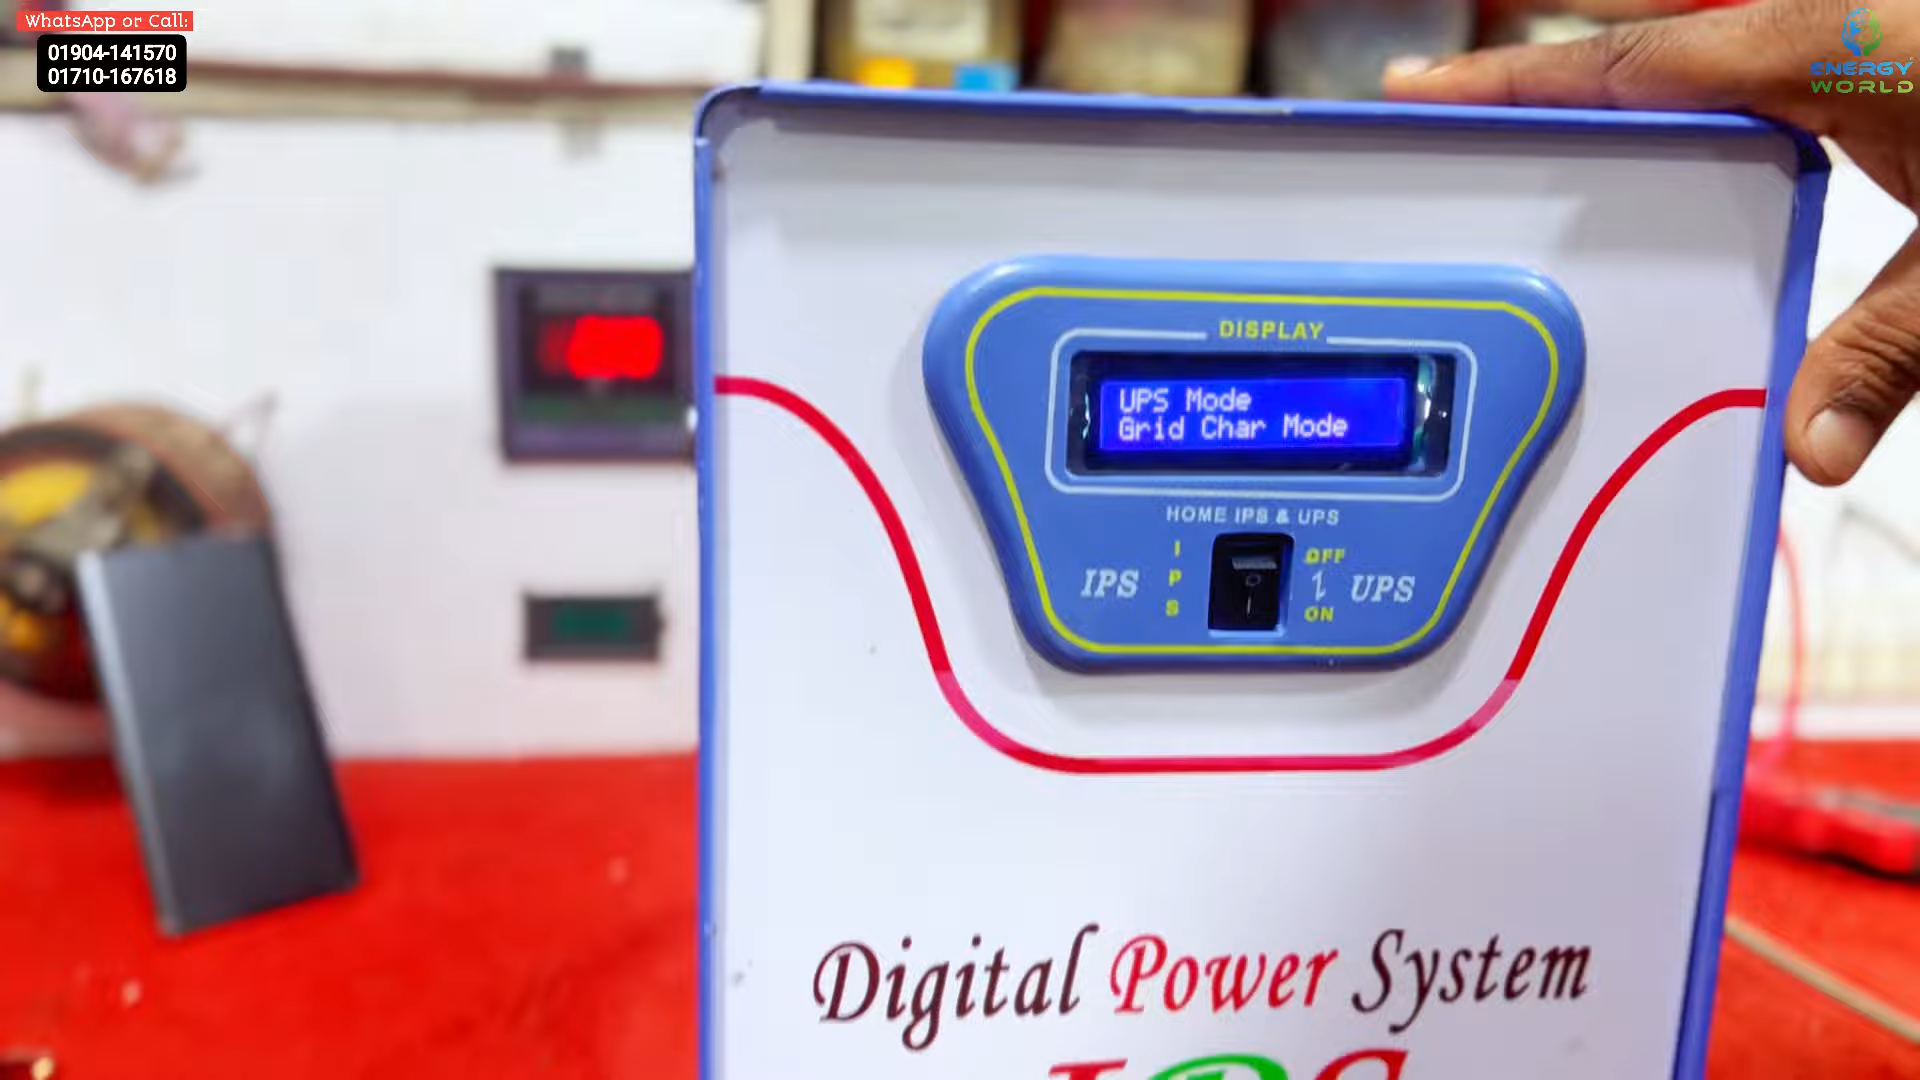 WhatsApp or Call:
01904-141570
01710-167618
ENERGY
WORLD
DISPLAY
UPS Mode
Grid Char Mode
HOME IPS & UPS
IPS
I
P
S
OFF
ON
UPS
Digital Power System
IPS